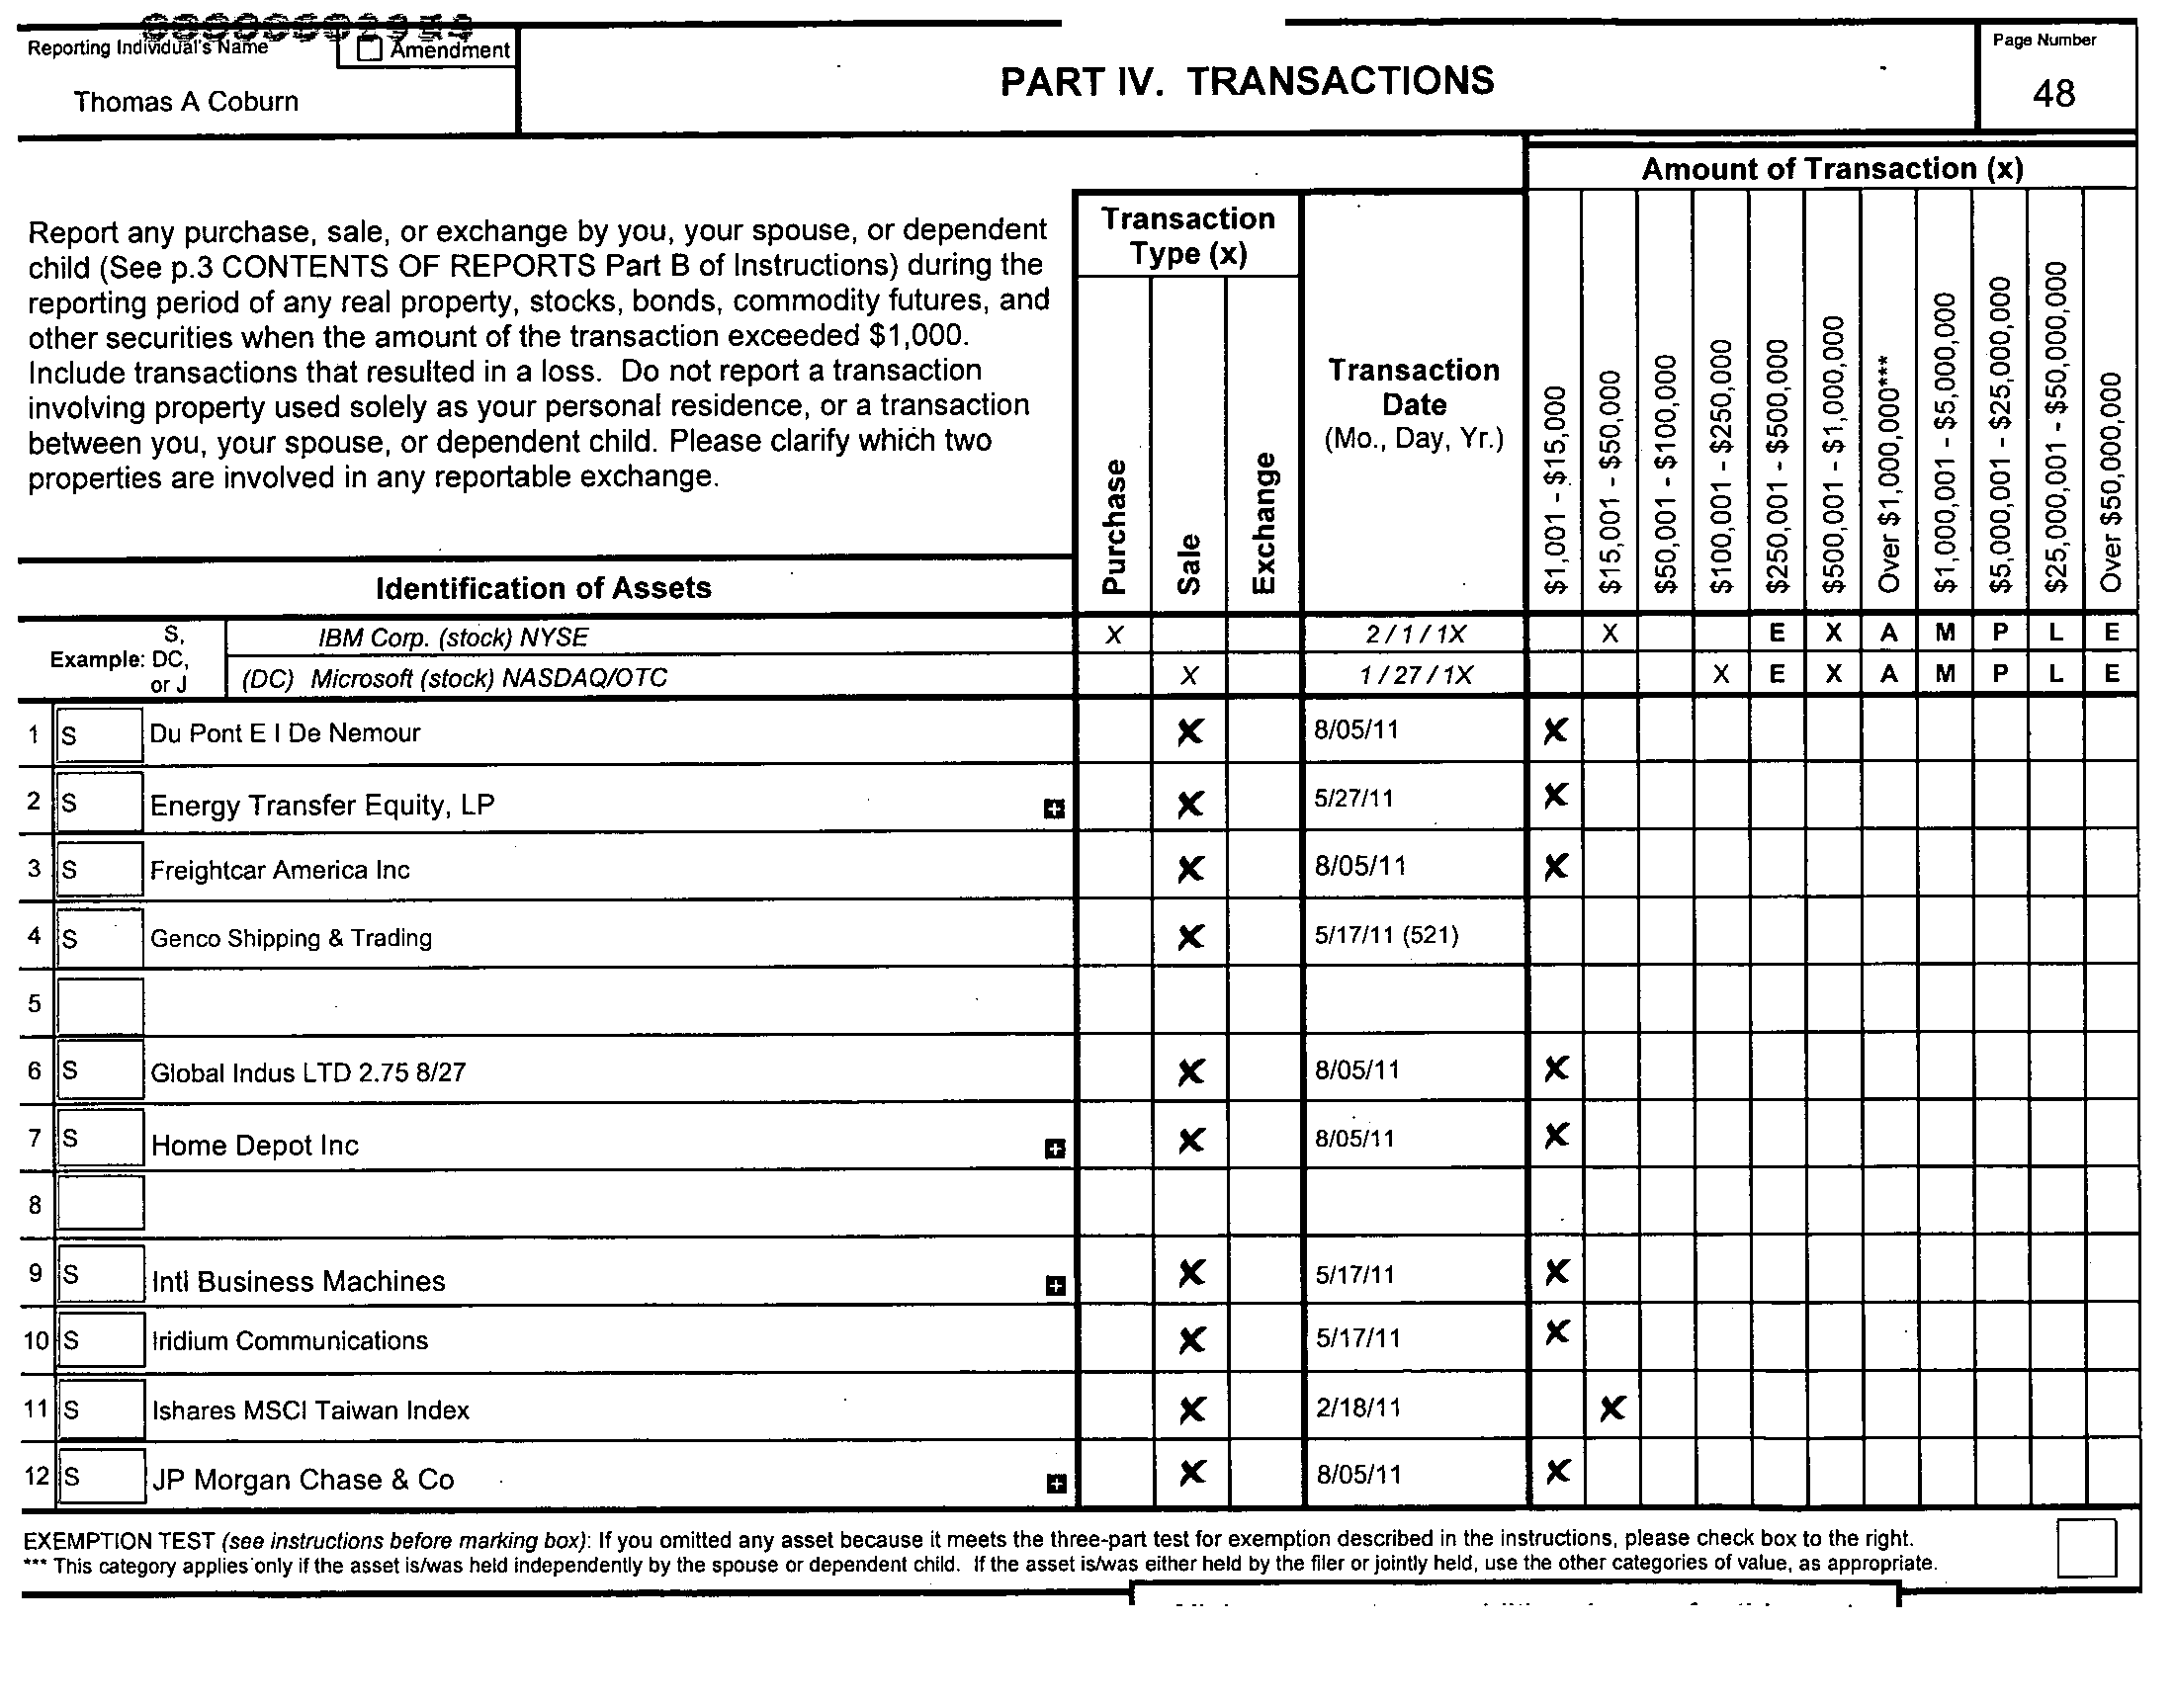 Reporting Individual's Name
Amendment
Thomas A Coburn
PART IV. TRANSACTIONS
Page Number
48
Amount of Transaction (x)
Report any purchase, sale, or exchange by you, your spouse, or dependent
child (See p.3 CONTENTS OF REPORTS Part B of Instructions) during the
reporting period of any real property, stocks, bonds, commodity futures, and
other securities when the amount of the transaction exceeded $1,000.
Include transactions that resulted in a loss. Do not report a transaction
involving property used solely as your personal residence, or a transaction
between you, your spouse, or dependent child. Please clarify which two
properties are involved in any reportable exchange.
Transaction
Type (x)
Purchase
Sale
Exchange
Transaction
Date
(Mo., Day, Yr.)
$1,001 - $15,000
$15,001 - $50,000
$50,001 - $100,000
$100,001 - $250,000
$250,001 - $500,000
$500,001 - $1,000,000
Over $1,000,000***
$1,000,001 - $5,000,000
$5,000,001 - $25,000,000
$25,000,001 - $50,000,000
Over $50,000,000
Identification of Assets
Example: S, DC, or J
IBM Corp. (stock) NYSE X 2 / 1 / 1X X E X A M P L E
(DC) Microsoft (stock) NASDAQ/OTC X 1 / 27 / 1X X E X A M P L E
1 S Du Pont E I De Nemour X 8/05/11 X
2 S Energy Transfer Equity, LP + X 5/27/11 X
3 S Freightcar America Inc X 8/05/11 X
4 S Genco Shipping & Trading X 5/17/11 (521)
5
6 S Global Indus LTD 2.75 8/27 X 8/05/11 X
7 S Home Depot Inc + X 8/05/11 X
8
9 S Intl Business Machines + X 5/17/11 X
10 S Iridium Communications X 5/17/11 X
11 S Ishares MSCI Taiwan Index X 2/18/11 X
12 S JP Morgan Chase & Co + X 8/05/11 X
EXEMPTION TEST (see instructions before marking box): If you omitted any asset because it meets the three-part test for exemption described in the instructions, please check box to the right.
*** This category applies only if the asset is/was held independently by the spouse or dependent child. If the asset is/was either held by the filer or jointly held, use the other categories of value, as appropriate.